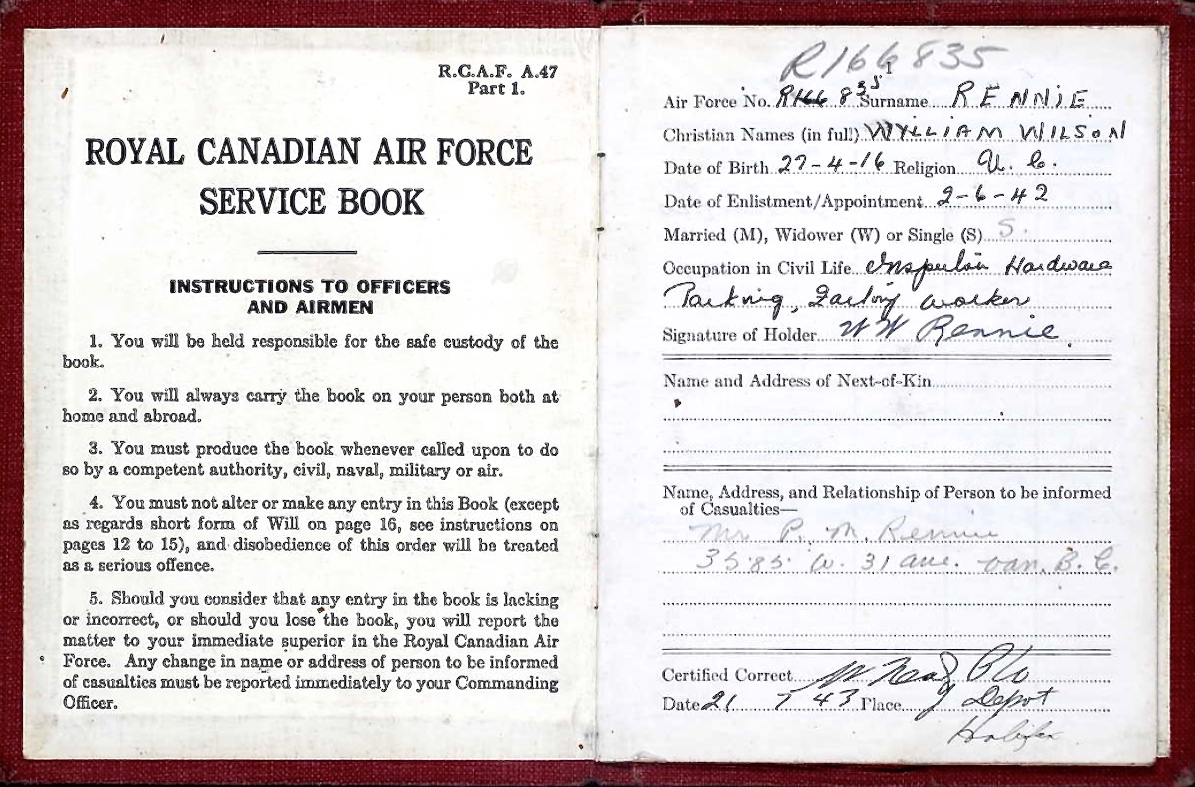 R.C.A.F. A.47
Part 1.
ROYAL CANADIAN AIR FORCE
SERVICE BOOK
INSTRUCTIONS TO OFFICERS
AND AIRMEN
1. You will be held responsible for the safe custody of the
book.
2. You will always carry the book on your person both at
home and abroad.
3. You must produce the book whenever called upon to do
so by a competent authority, civil, naval, military or air.
4. You must not alter or make any entry in this Book (except
as regards short form of Will on page 16, see instructions on
pages 12 to 15), and disobedience of this order will be treated
as a serious offence.
5. Should you consider that any entry in the book is lacking
or incorrect, or should you lose the book, you will report the
matter to your immediate superior in the Royal Canadian Air
Force. Any change in name or address of person to be informed
of casualties must be reported immediately to your Commanding
Officer.
R166835
1
Air Force No. R166835 Surname RENNIE
Christian Names (in full) WYLLIAM WILSON
Date of Birth 27-4-16 Religion U. C.
Date of Enlistment/Appointment 2-6-42
Married (M), Widower (W) or Single (S) S.
Occupation in Civil Life Hardware
worker
Signature of Holder W W Rennie.
Name and Address of Next-of-Kin
Name, Address, and Relationship of Person to be informed
of Casualties—
P. M. Rennie
3585 W. 31 ave. Van. B. C.
Certified Correct
Date 21 7 43 Place Y Depot
Halifax